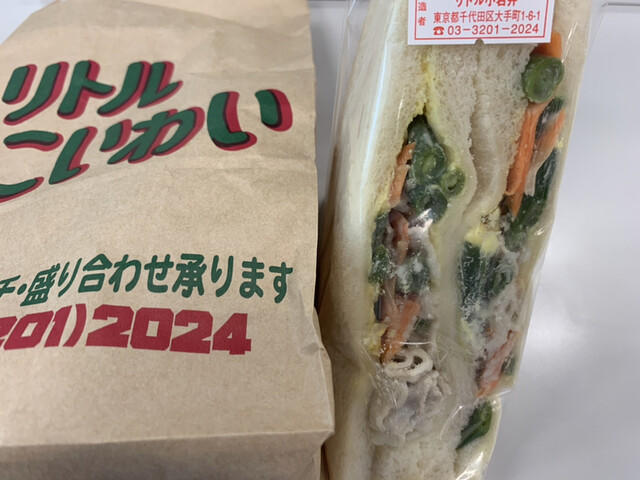 リトル
こいわい
チ・盛り合わせ承ります
201)2024
造者
リトル小岩井
東京都千代田区大手町1-6-1
☎03-3201-2024